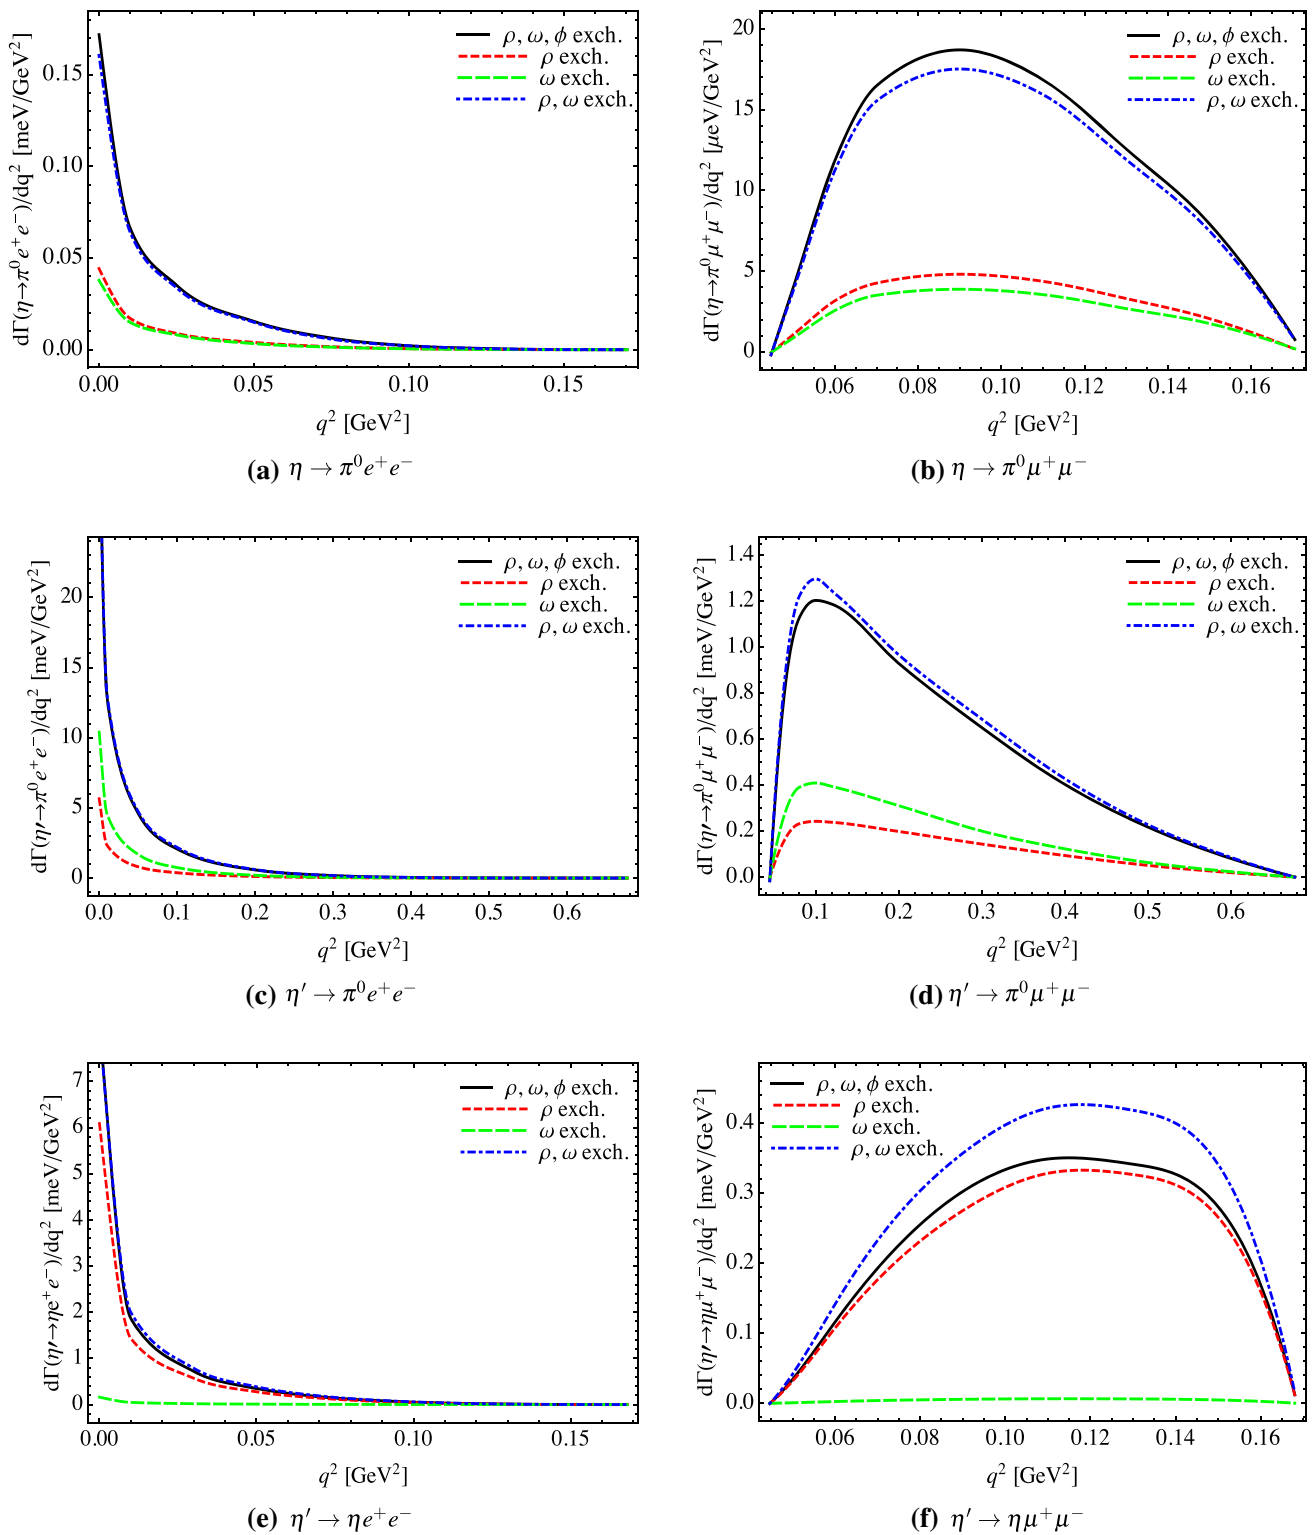 dΓ(η→π⁰e⁺e⁻)/dq² [meV/GeV²]
0.15
0.10
0.05
0.00
ρ, ω, ϕ exch.
ρ exch.
ω exch.
ρ, ω exch.
0.00 0.05 0.10 0.15
q² [GeV²]
(a) η → π⁰e⁺e⁻
dΓ(η→π⁰μ⁺μ⁻)/dq² [μeV/GeV²]
20
15
10
5
0
ρ, ω, ϕ exch.
ρ exch.
ω exch.
ρ, ω exch.
0.06 0.08 0.10 0.12 0.14 0.16
q² [GeV²]
(b) η → π⁰μ⁺μ⁻
dΓ(η′→π⁰e⁺e⁻)/dq² [meV/GeV²]
20
15
10
5
0
ρ, ω, ϕ exch.
ρ exch.
ω exch.
ρ, ω exch.
0.0 0.1 0.2 0.3 0.4 0.5 0.6
q² [GeV²]
(c) η′ → π⁰e⁺e⁻
dΓ(η′→π⁰μ⁺μ⁻)/dq² [meV/GeV²]
1.4
1.2
1.0
0.8
0.6
0.4
0.2
0.0
ρ, ω, ϕ exch.
ρ exch.
ω exch.
ρ, ω exch.
0.1 0.2 0.3 0.4 0.5 0.6
q² [GeV²]
(d) η′ → π⁰μ⁺μ⁻
dΓ(η′→ηe⁺e⁻)/dq² [meV/GeV²]
7
6
5
4
3
2
1
0
ρ, ω, ϕ exch.
ρ exch.
ω exch.
ρ, ω exch.
0.00 0.05 0.10 0.15
q² [GeV²]
(e) η′ → ηe⁺e⁻
dΓ(η′→ημ⁺μ⁻)/dq² [meV/GeV²]
0.4
0.3
0.2
0.1
0.0
ρ, ω, ϕ exch.
ρ exch.
ω exch.
ρ, ω exch.
0.06 0.08 0.10 0.12 0.14 0.16
q² [GeV²]
(f) η′ → ημ⁺μ⁻